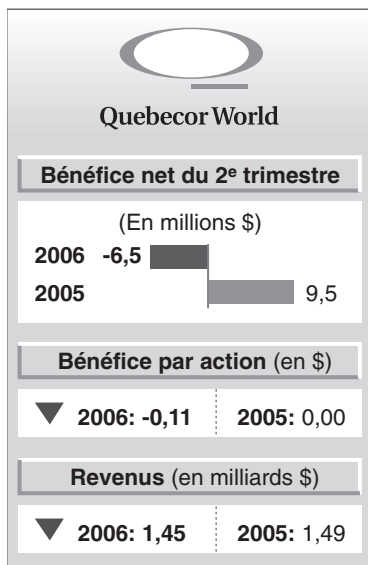 Quebecor World
Bénéfice net du 2e trimestre
(En millions $)
2006 -6,5
2005 9,5
Bénéfice par action (en $)
2006: -0,11 2005: 0,00
Revenus (en milliards $)
2006: 1,45 2005: 1,49